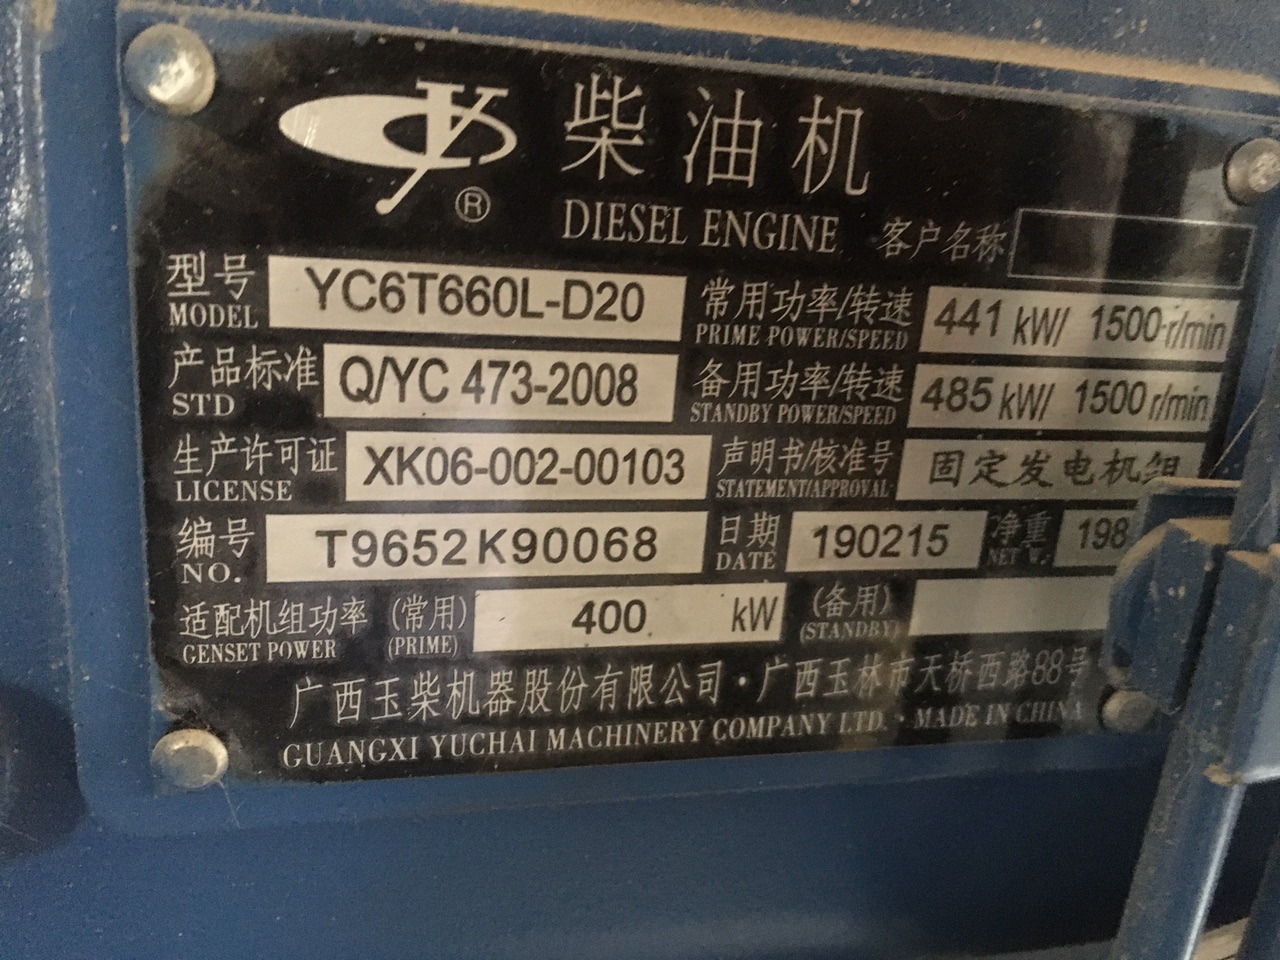 柴油机
DIESEL ENGINE
客户名称
型号 YC6T660L-D20 常用功率/转速 441 kW/ 1500 r/min
MODEL PRIME POWER/SPEED
产品标准 Q/YC 473-2008 备用功率/转速 485 kW/ 1500 r/min
STD STANDBY POWER/SPEED
生产许可证 XK06-002-00103 声明书/核准号 固定发电机组
LICENSE STATEMENT/APPROVAL
编号 T9652K90068 日期 190215 净重 198
NO. DATE NET W.
适配机组功率 (常用) 400 kW (备用)
GENSET POWER (PRIME) (STANDBY)
广西玉柴机器股份有限公司·广西玉林市天桥西路88号
GUANGXI YUCHAI MACHINERY COMPANY LTD. · MADE IN CHINA